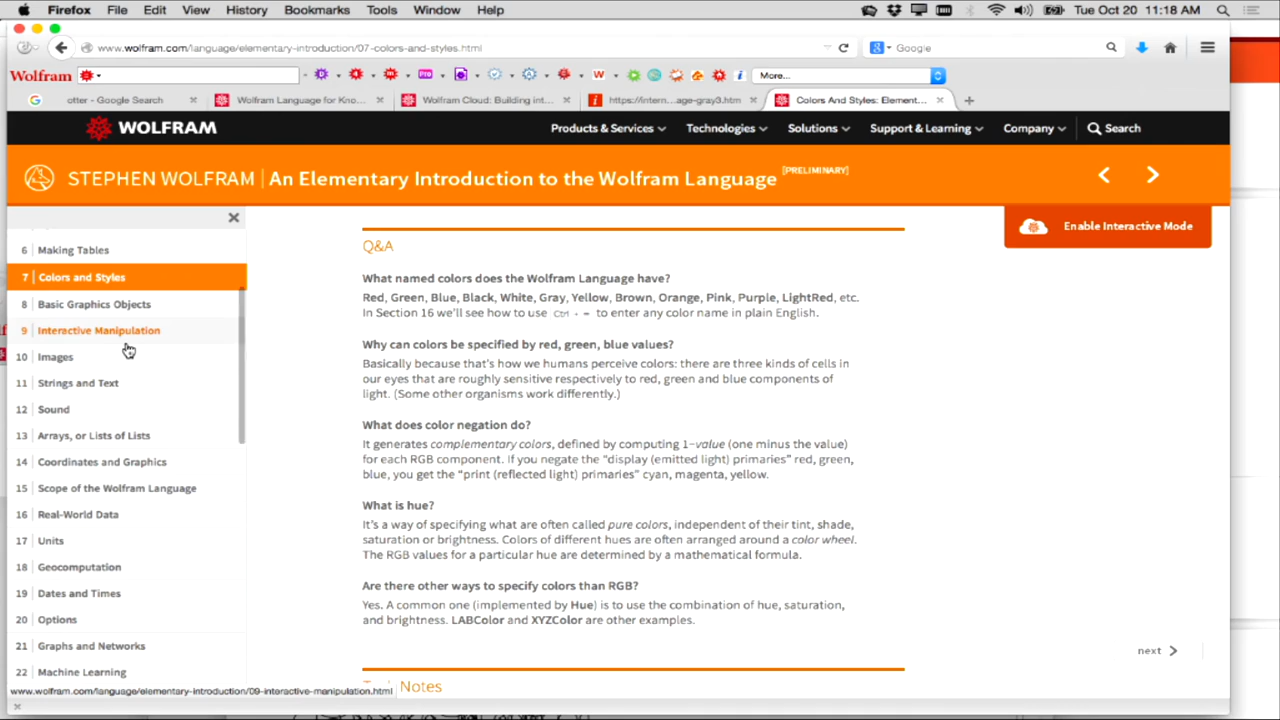 Firefox File Edit View History Bookmarks Tools Window Help
Tue Oct 20 11:18 AM
www.wolfram.com/language/elementary-introduction/07-colors-and-styles.html
Google
Wolfram
More...
otter - Google Search
Wolfram Language for Kno...
Wolfram Cloud: Building int...
https://intern...age-gray3.htm
Colors And Styles: Element...
WOLFRAM
Products & Services
Technologies
Solutions
Support & Learning
Company
Search
STEPHEN WOLFRAM | An Elementary Introduction to the Wolfram Language [PRELIMINARY]
Enable Interactive Mode
6 Making Tables
7 Colors and Styles
8 Basic Graphics Objects
9 Interactive Manipulation
10 Images
11 Strings and Text
12 Sound
13 Arrays, or Lists of Lists
14 Coordinates and Graphics
15 Scope of the Wolfram Language
16 Real-World Data
17 Units
18 Geocomputation
19 Dates and Times
20 Options
21 Graphs and Networks
22 Machine Learning
Q&A
What named colors does the Wolfram Language have?
Red, Green, Blue, Black, White, Gray, Yellow, Brown, Orange, Pink, Purple, LightRed, etc.
In Section 16 we'll see how to use Ctrl + = to enter any color name in plain English.
Why can colors be specified by red, green, blue values?
Basically because that's how we humans perceive colors: there are three kinds of cells in
our eyes that are roughly sensitive respectively to red, green and blue components of
light. (Some other organisms work differently.)
What does color negation do?
It generates complementary colors, defined by computing 1-value (one minus the value)
for each RGB component. If you negate the “display (emitted light) primaries” red, green,
blue, you get the “print (reflected light) primaries” cyan, magenta, yellow.
What is hue?
It's a way of specifying what are often called pure colors, independent of their tint, shade,
saturation or brightness. Colors of different hues are often arranged around a color wheel.
The RGB values for a particular hue are determined by a mathematical formula.
Are there other ways to specify colors than RGB?
Yes. A common one (implemented by Hue) is to use the combination of hue, saturation,
and brightness. LABColor and XYZColor are other examples.
next
Notes
www.wolfram.com/language/elementary-introduction/09-interactive-manipulation.html